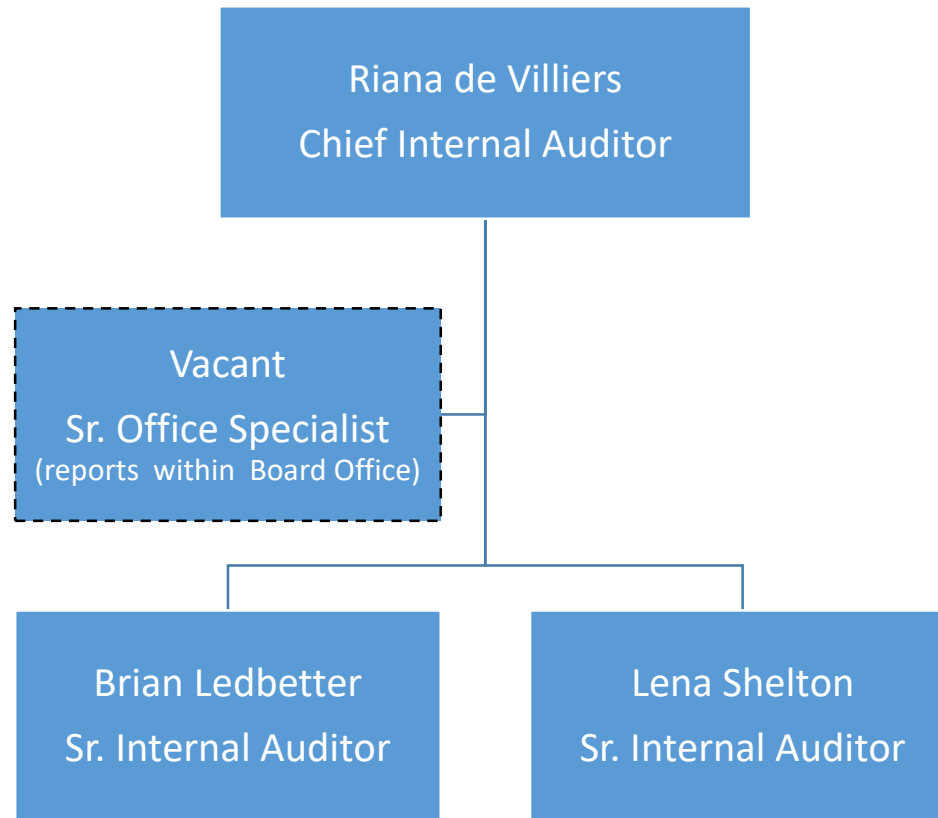 Riana de Villiers
Chief Internal Auditor
Vacant
Sr. Office Specialist
(reports within Board Office)
Brian Ledbetter
Sr. Internal Auditor
Lena Shelton
Sr. Internal Auditor